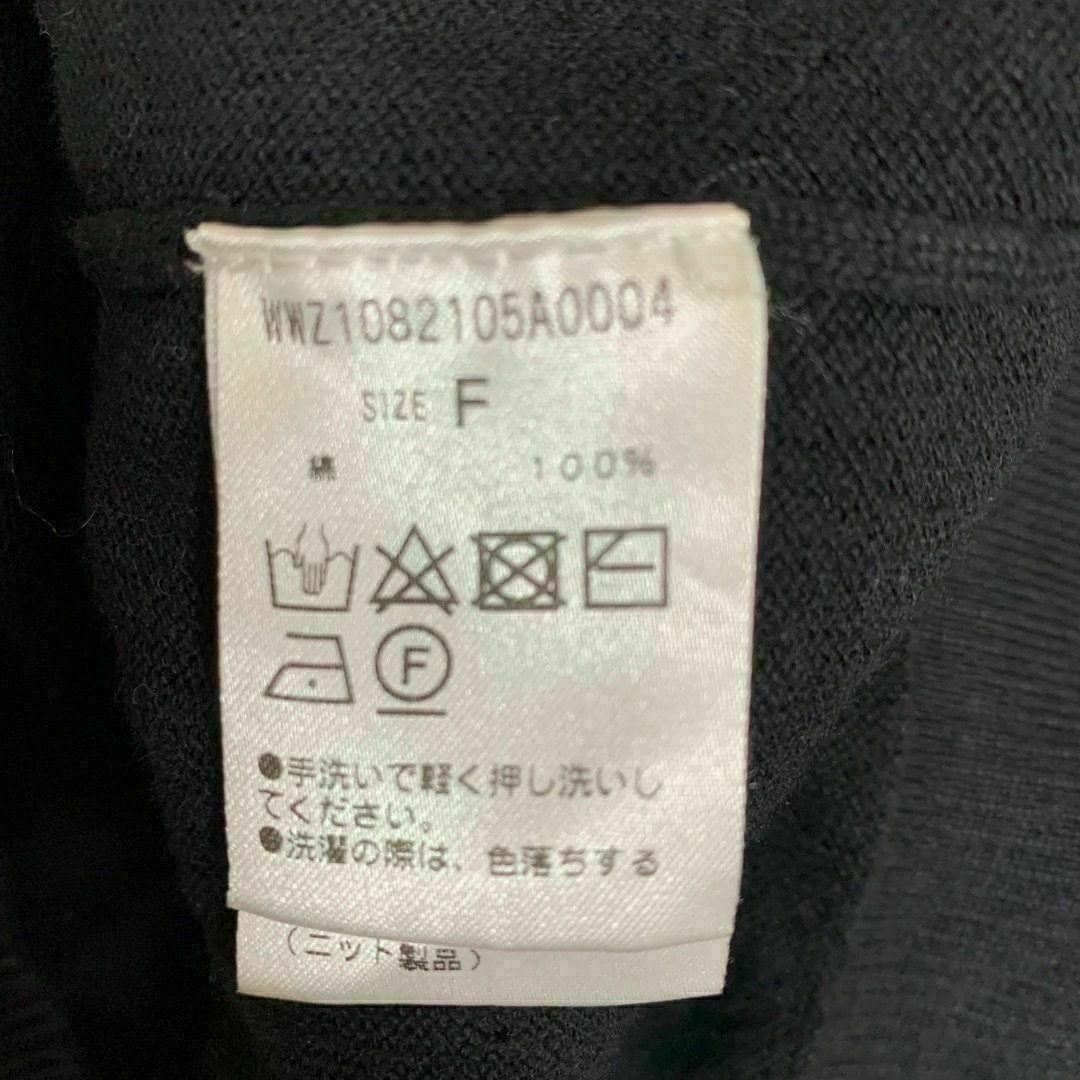 WWZ1082105A0004
SIZE F
綿 100%
F
●手洗いで軽く押し洗いし
てください。
●洗濯の際は、色落ちする
(ニット製品)